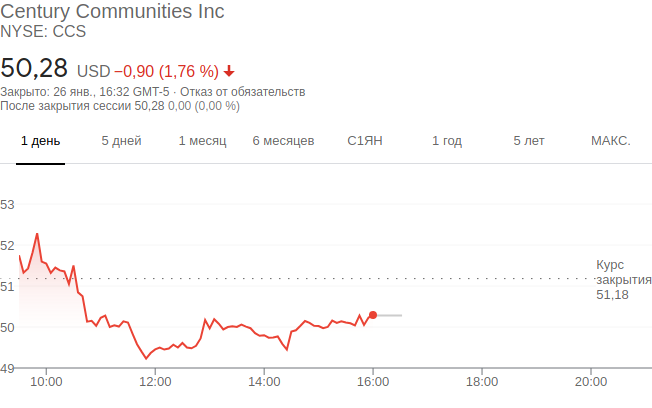 Century Communities Inc
NYSE: CCS
50,28 USD −0,90 (1,76 %)
Закрыто: 26 янв., 16:32 GMT-5 · Отказ от обязательств
После закрытия сессии 50,28 0,00 (0,00 %)
1 день 5 дней 1 месяц 6 месяцев С1ЯН 1 год 5 лет МАКС.
53
52
51
50
49
Курс
закрытия
51,18
10:00 12:00 14:00 16:00 18:00 20:00